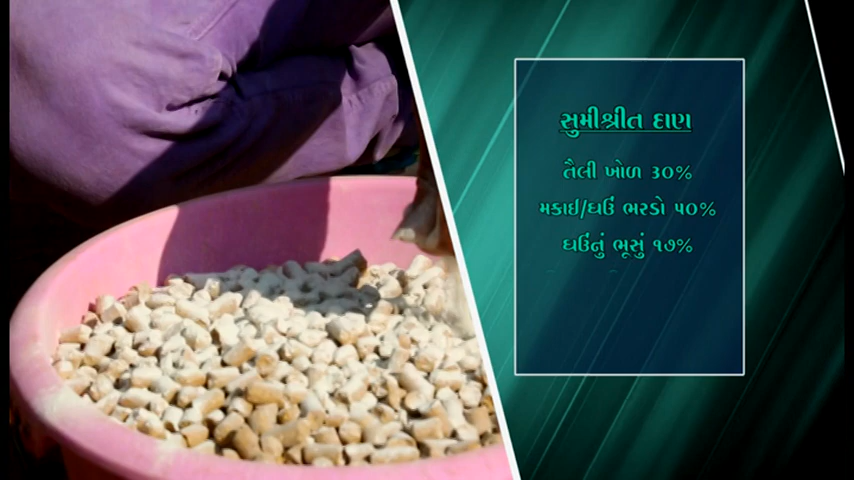 સુમીશ્રીત દાણ
તૈલી ખોળ ૩૦%
મકાઇ/ઘઉં ભરડો ૫૦%
ઘઉંનું ભૂસું ૧૭%